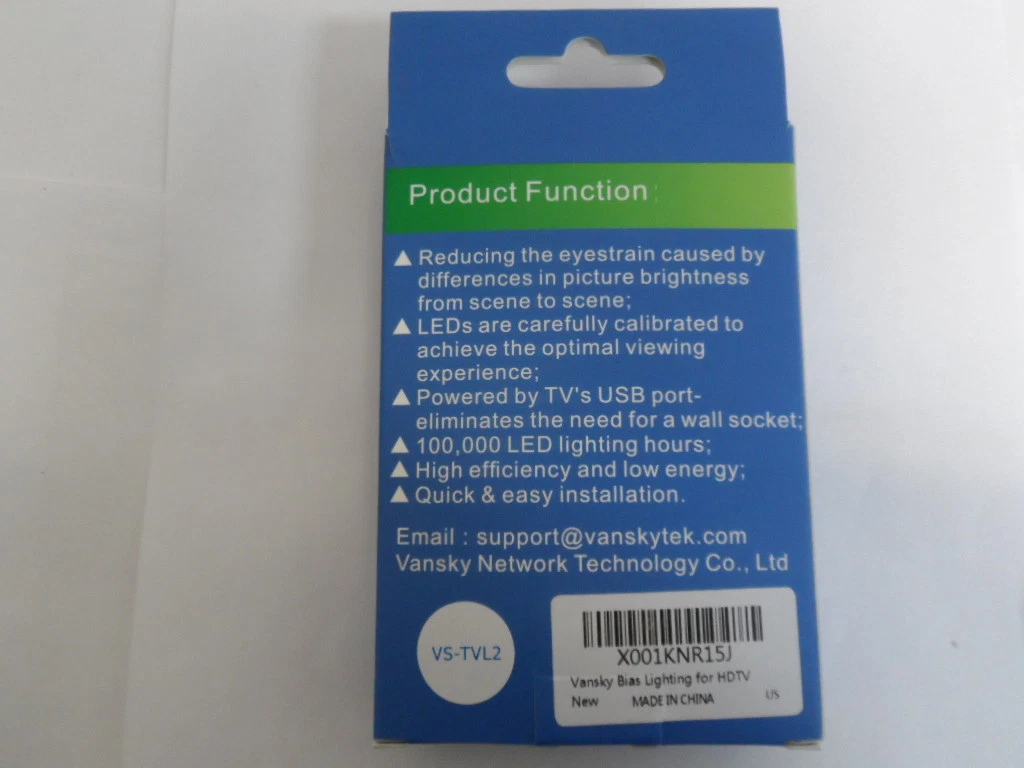 Product Function :
▲ Reducing the eyestrain caused by
differences in picture brightness
from scene to scene;
▲ LEDs are carefully calibrated to
achieve the optimal viewing
experience;
▲ Powered by TV's USB port-
eliminates the need for a wall socket;
▲ 100,000 LED lighting hours;
▲ High efficiency and low energy;
▲ Quick & easy installation.
Email : support@vanskytek.com
Vansky Network Technology Co., Ltd
VS-TVL2
X001KNR15J
Vansky Bias Lighting for HDTV
New MADE IN CHINA US